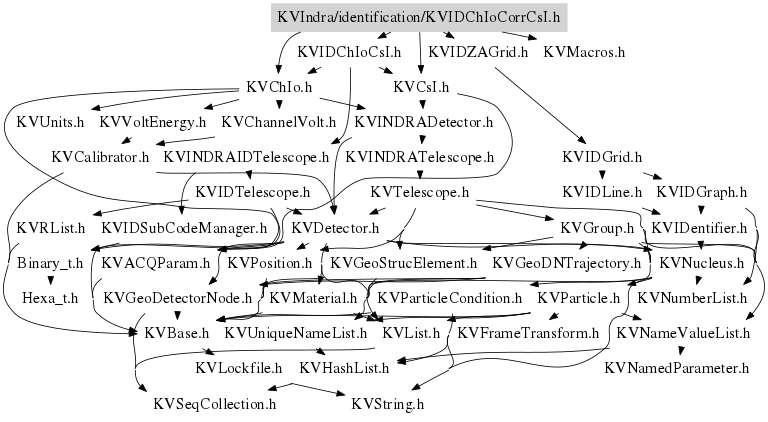 KVIndra/identification/KVIDChIoCorrCsI.h
KVIDChIoCsI.h KVIDZAGrid.h KVMacros.h
KVChIo.h KVCsI.h
KVUnits.h KVVoltEnergy.h KVChannelVolt.h KVINDRADetector.h
KVCalibrator.h KVINDRAIDTelescope.h KVINDRATelescope.h KVIDGrid.h
KVIDTelescope.h KVTelescope.h KVIDLine.h KVIDGraph.h
KVRList.h KVIDSubCodeManager.h KVDetector.h KVGroup.h KVIDentifier.h
Binary_t.h KVACQParam.h KVPosition.h KVGeoStrucElement.h KVGeoDNTrajectory.h KVNucleus.h
Hexa_t.h KVGeoDetectorNode.h KVMaterial.h KVParticleCondition.h KVParticle.h KVNumberList.h
KVBase.h KVUniqueNameList.h KVList.h KVFrameTransform.h KVNameValueList.h
KVLockfile.h KVHashList.h KVNamedParameter.h
KVSeqCollection.h KVString.h